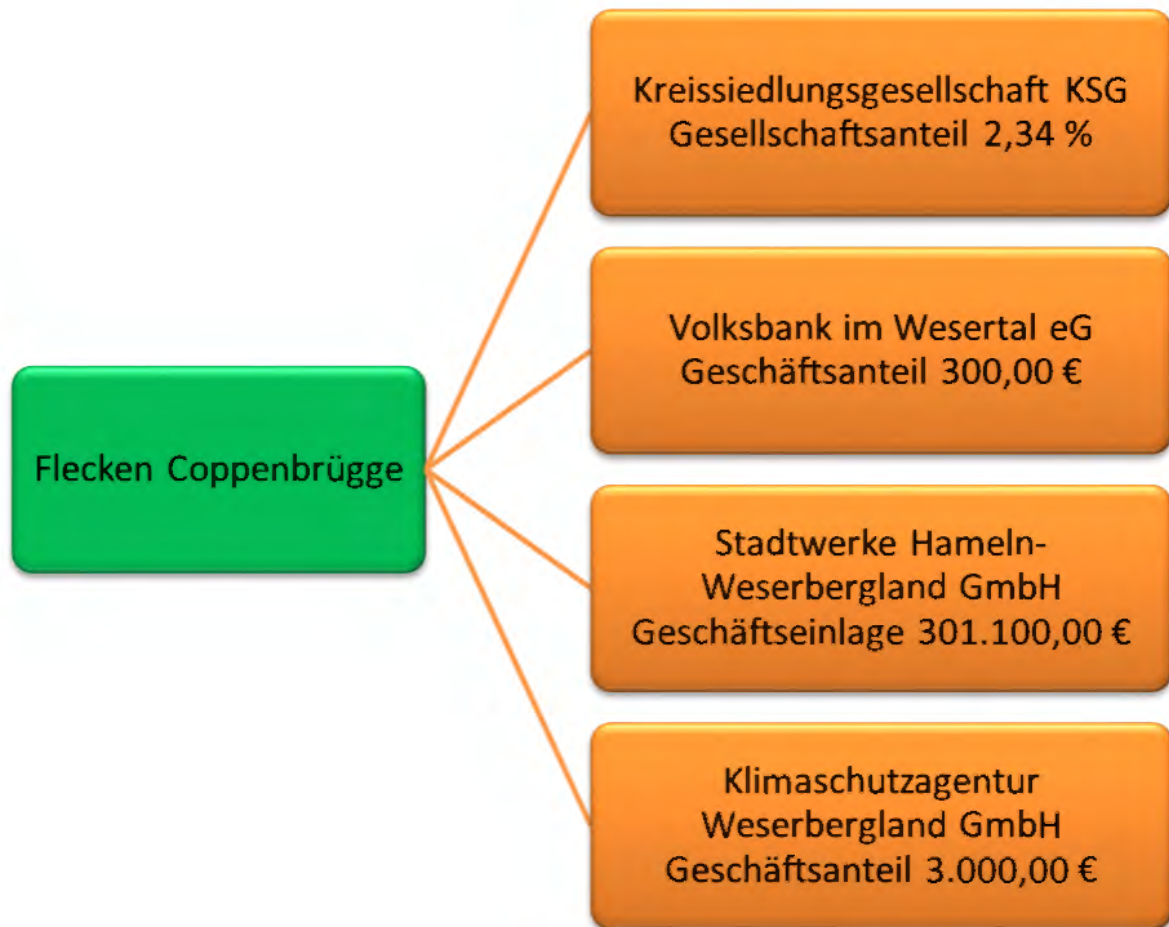 Flecken Coppenbrügge
Kreissiedlungsgesellschaft KSG
Gesellschaftsanteil 2,34 %
Volksbank im Wesertal eG
Geschäftsanteil 300,00 €
Stadtwerke Hameln-
Weserbergland GmbH
Geschäftseinlage 301.100,00 €
Klimaschutzagentur
Weserbergland GmbH
Geschäftsanteil 3.000,00 €